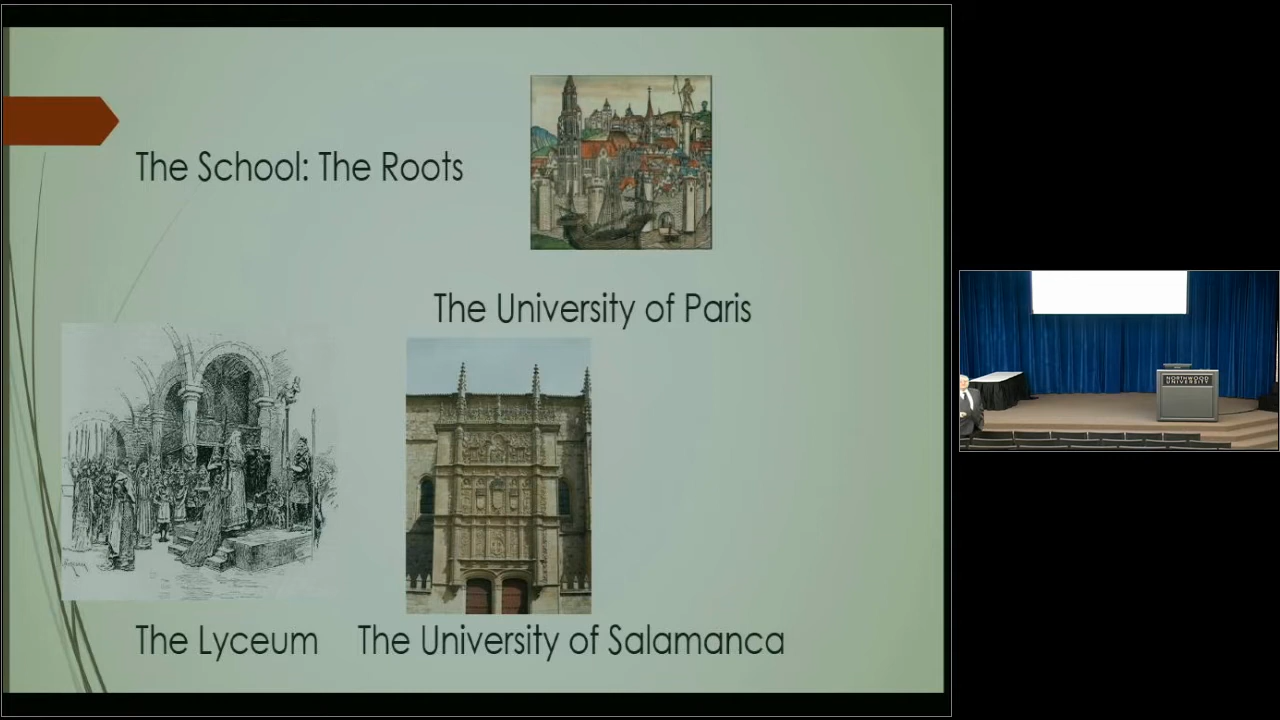 The School: The Roots
The University of Paris
The Lyceum
The University of Salamanca
NORTHWOOD
UNIVERSITY